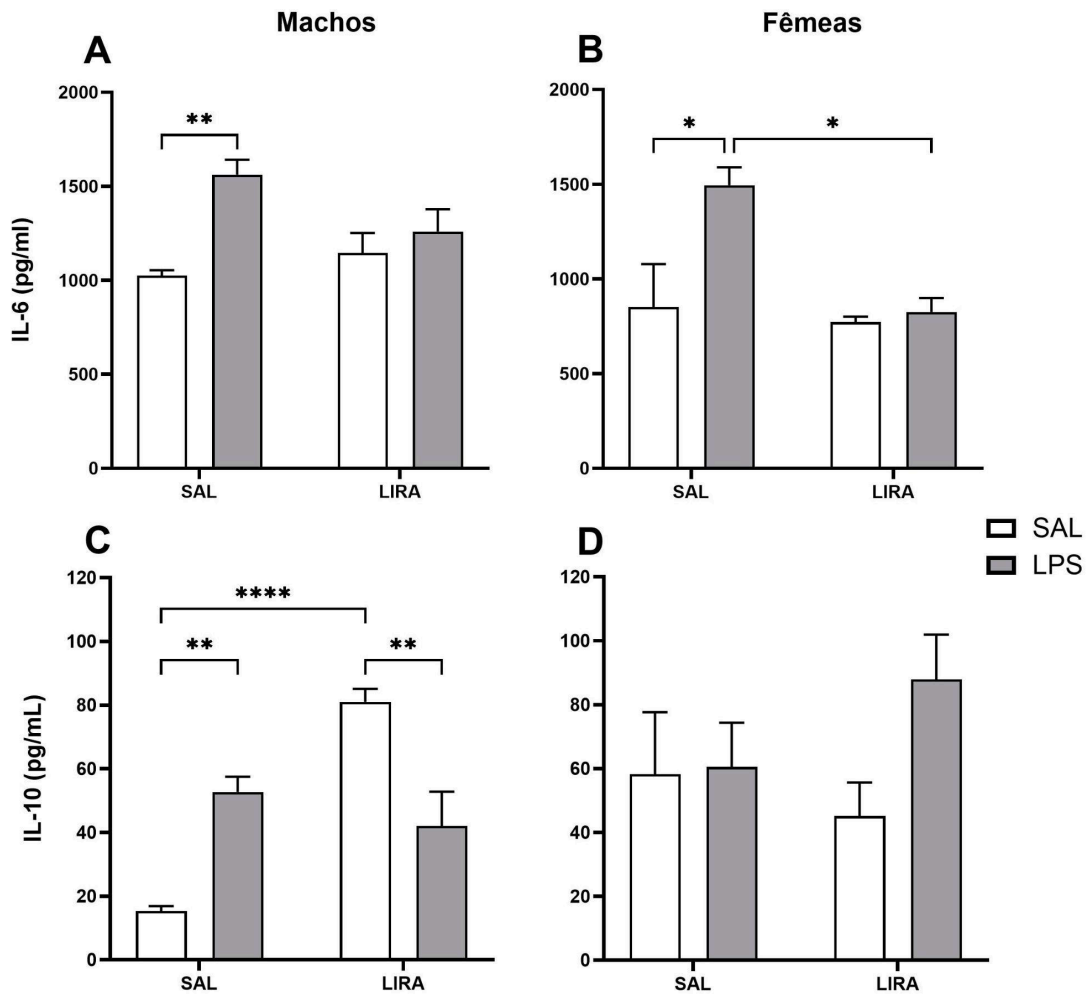 Machos
Fêmeas
A
B
IL-6 (pg/ml)
2000
1500
1000
500
0
**
SAL
LIRA
2000
1500
1000
500
0
*
*
SAL
LIRA
SAL
LPS
C
D
IL-10 (pg/mL)
120
100
80
60
40
20
0
****
**
**
SAL
LIRA
120
100
80
60
40
20
0
SAL
LIRA